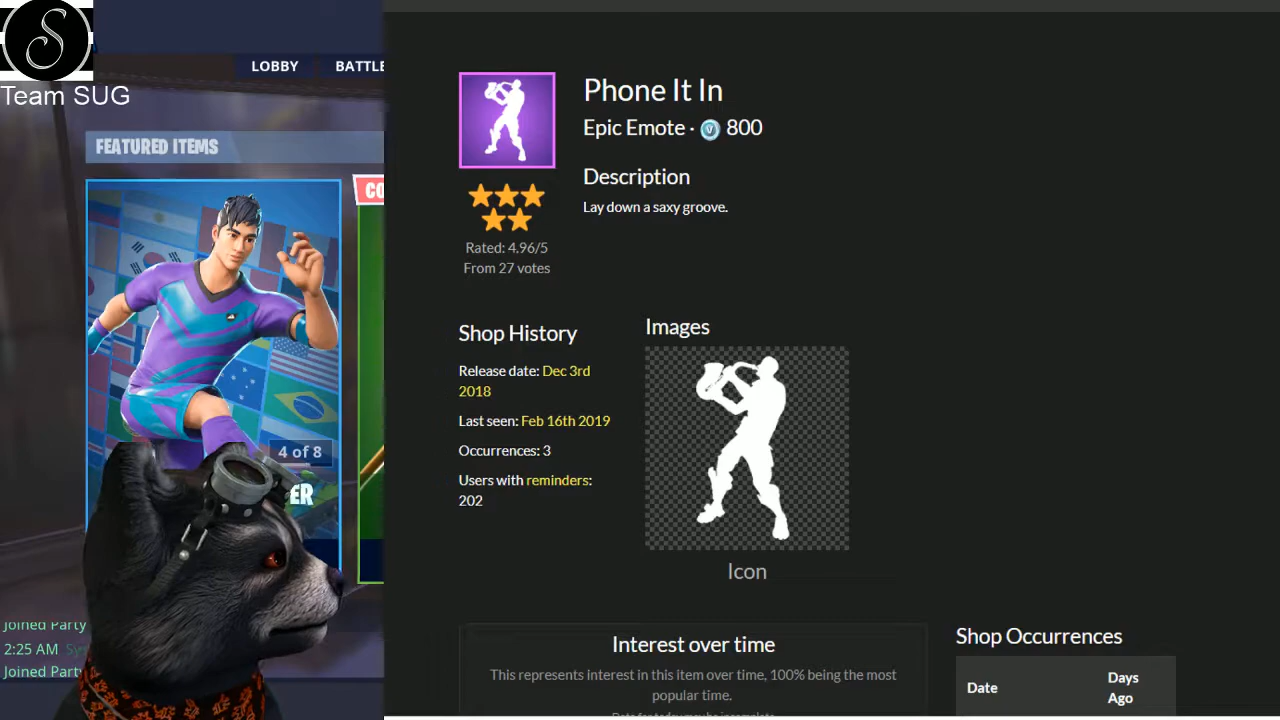 S
Team SUG
LOBBY
BATTLE
FEATURED ITEMS
CO
4 of 8
ER
Joined Party
2:25 AM Sy
Joined Party
Phone It In
Epic Emote · V 800
Description
Lay down a saxy groove.
Rated: 4.96/5
From 27 votes
Shop History
Release date: Dec 3rd
2018
Last seen: Feb 16th 2019
Occurrences: 3
Users with reminders:
202
Images
Icon
Interest over time
This represents interest in this item over time, 100% being the most
popular time.
Shop Occurrences
Date
Days
Ago